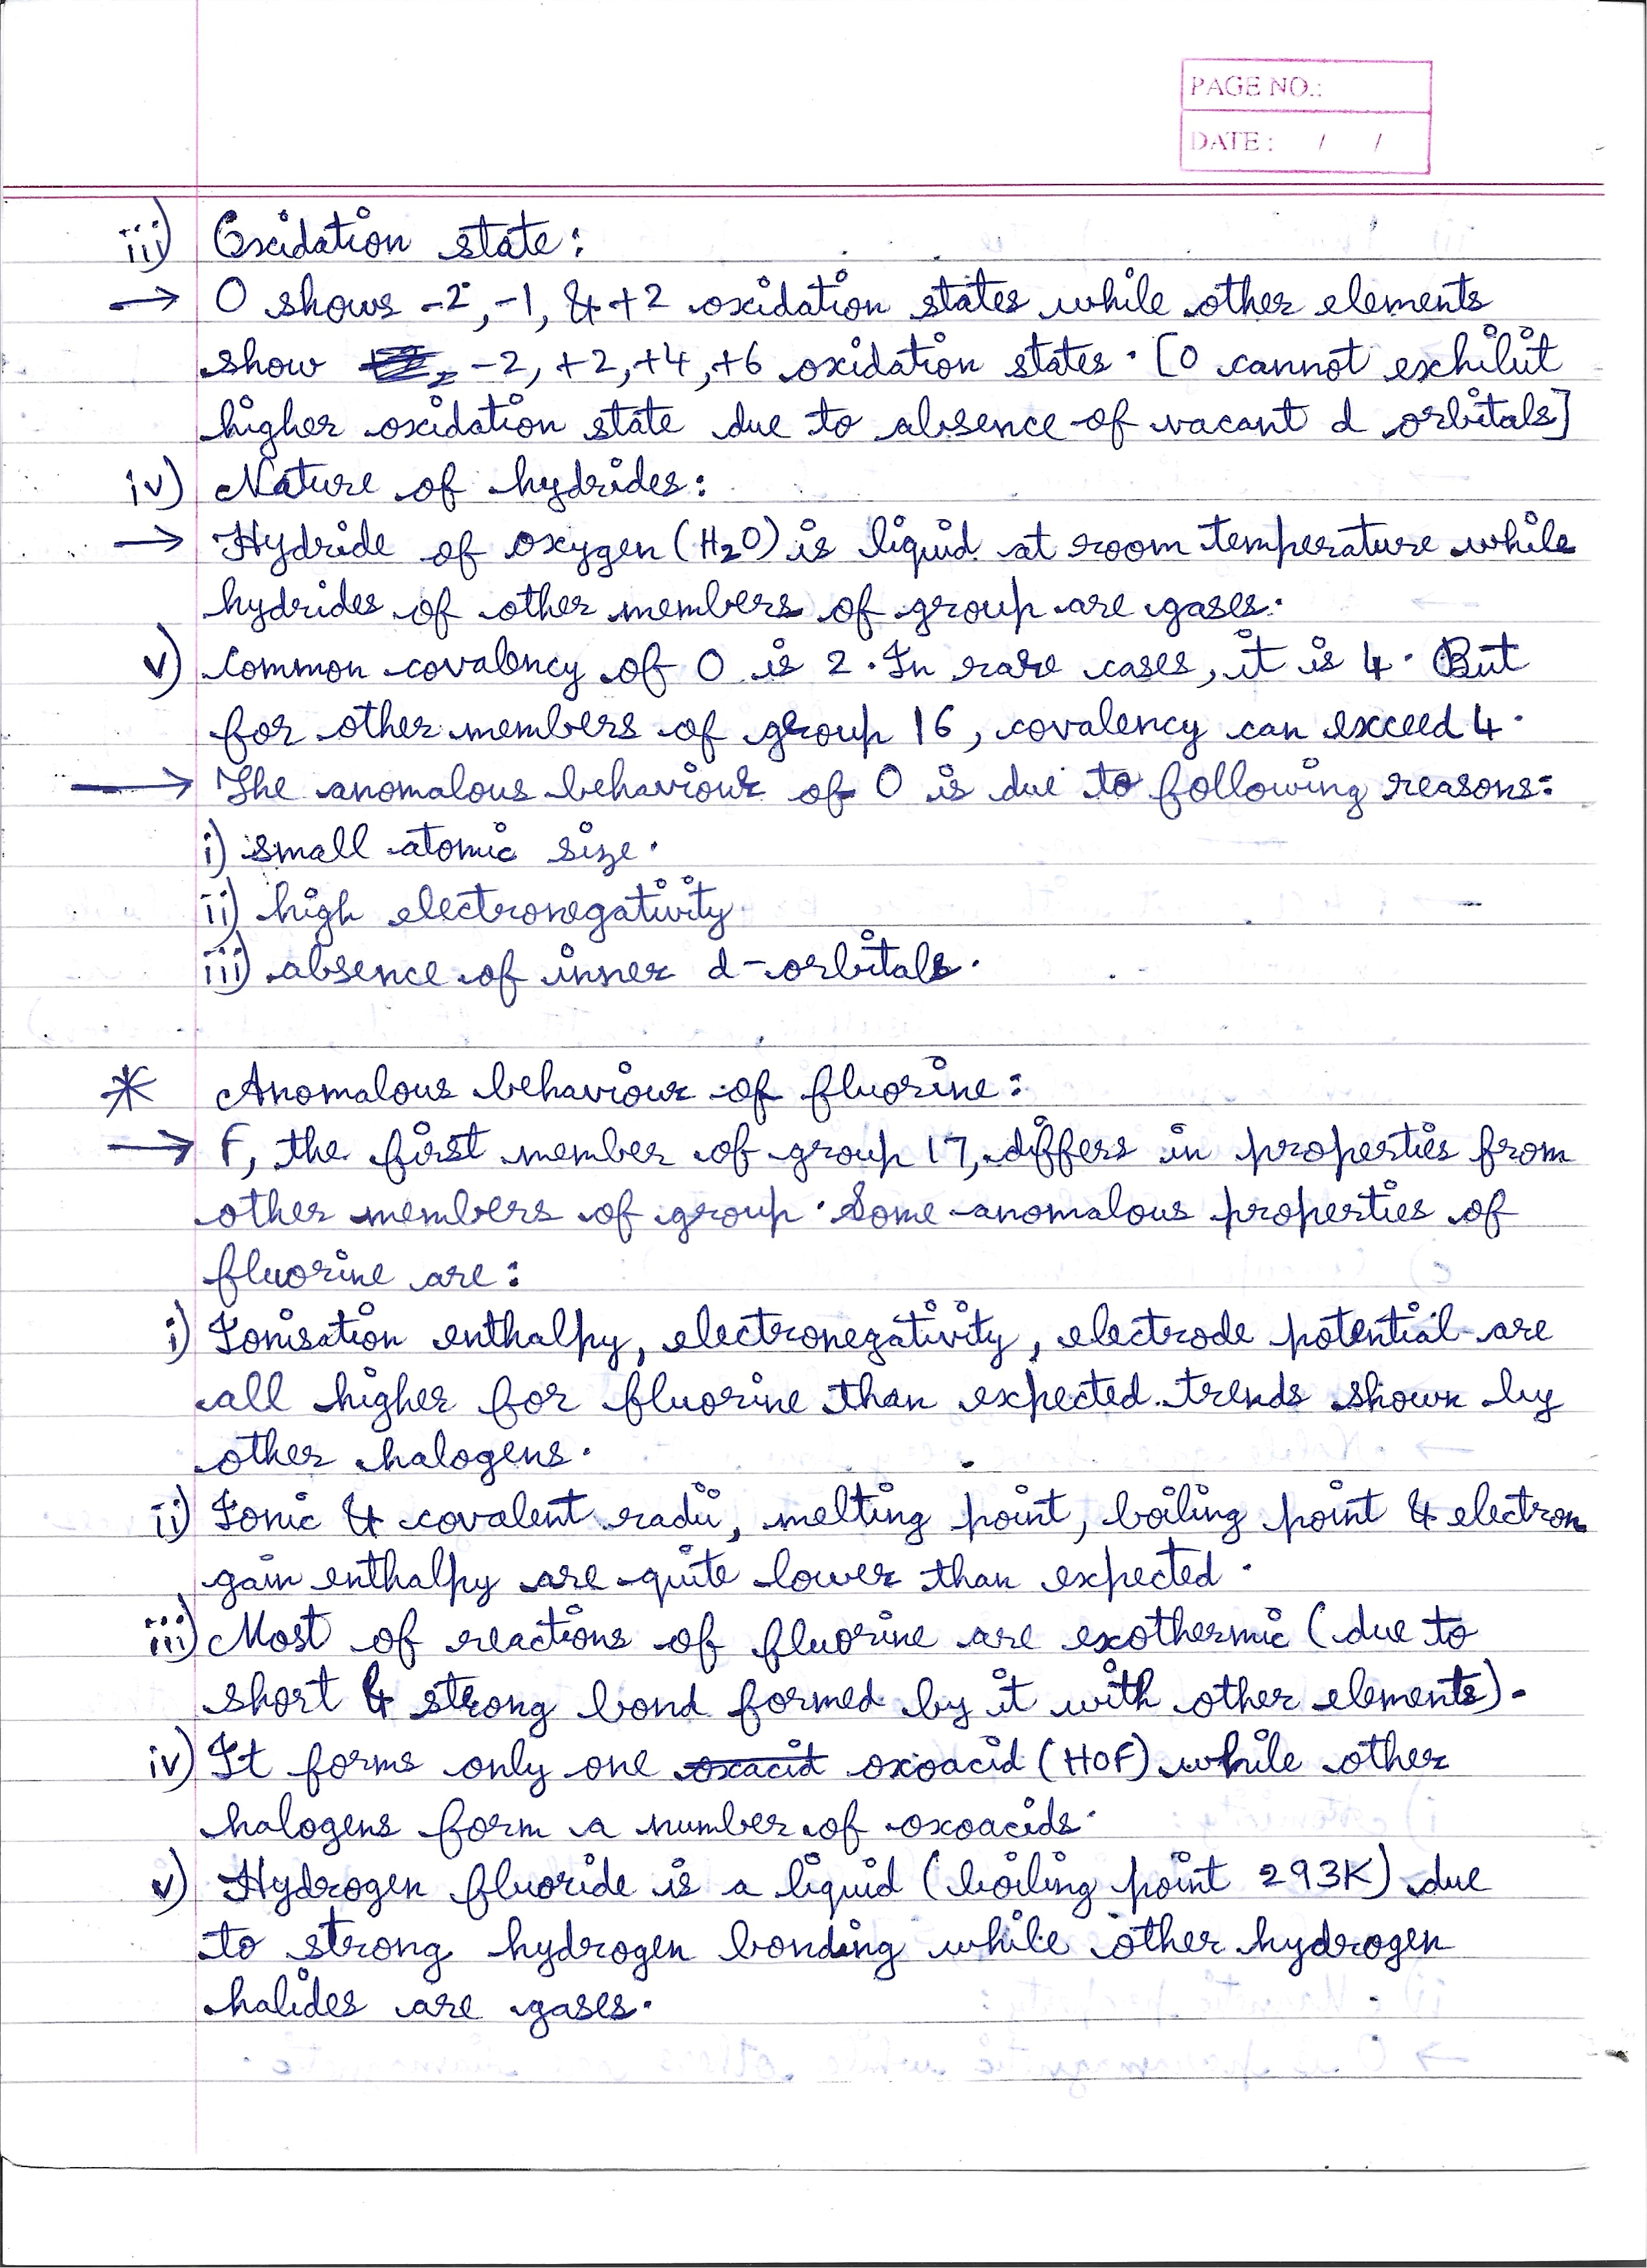 PAGE NO.:
DATE : / /
iii) Oxidation state:
→ O shows -2, -1, & +2 oxidation states while other elements
show -2, +2, +4, +6 oxidation states. [O cannot exhibit
higher oxidation state due to absence of vacant d orbitals]
iv) Nature of hydrides:
→ Hydride of oxygen (H₂O) is liquid at room temperature while
hydrides of other members of group are gases.
v) Common covalency of O is 2. In rare cases, it is 4. But
for other members of group 16, covalency can exceed 4.
→ The anomalous behaviour of O is due to following reasons:
i) small atomic size.
ii) high electronegativity
iii) absence of inner d-orbitals.
* Anomalous behaviour of fluorine:
→ F, the first member of group 17, differs in properties from
other members of group. Some anomalous properties of
fluorine are:
i) Ionisation enthalpy, electronegativity, electrode potential are
all higher for fluorine than expected trends shown by
other halogens.
ii) Ionic & covalent radii, melting point, boiling point & electron
gain enthalpy are quite lower than expected.
iii) Most of reactions of fluorine are exothermic (due to
short & strong bond formed by it with other elements).
iv) It forms only one oxacid oxoacid (HOF) while other
halogens form a number of oxoacids.
v) Hydrogen fluoride is a liquid (boiling point 293K) due
to strong hydrogen bonding while other hydrogen
halides are gases.